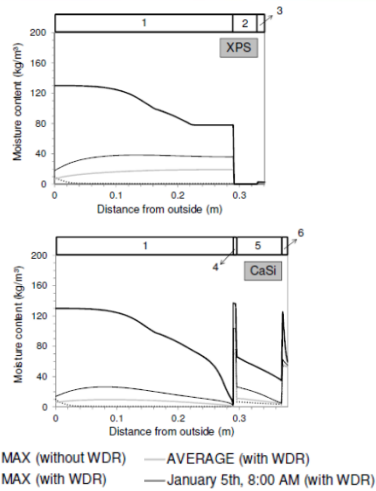 1
2
3
XPS
200
160
120
80
40
0
Moisture content (kg/m³)
0
0.1
0.2
0.3
Distance from outside (m)
1
5
6
4
CaSi
200
160
120
80
40
0
Moisture content (kg/m³)
0
0.1
0.2
0.3
Distance from outside (m)
MAX (without WDR)
AVERAGE (with WDR)
MAX (with WDR)
January 5th, 8:00 AM (with WDR)